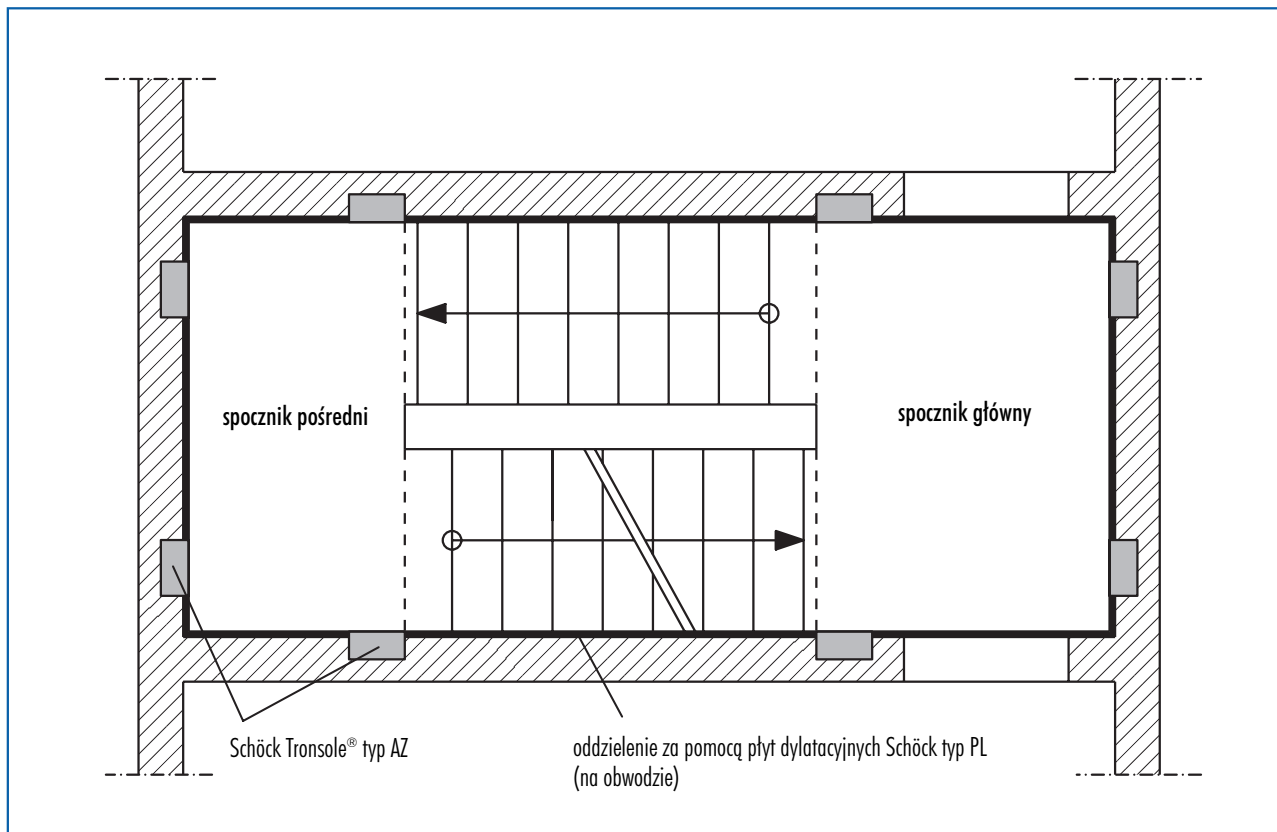 spocznik pośredni
spocznik główny
Schöck Tronsole® typ AZ
oddzielenie za pomocą płyt dylatacyjnych Schöck typ PL
(na obwodzie)